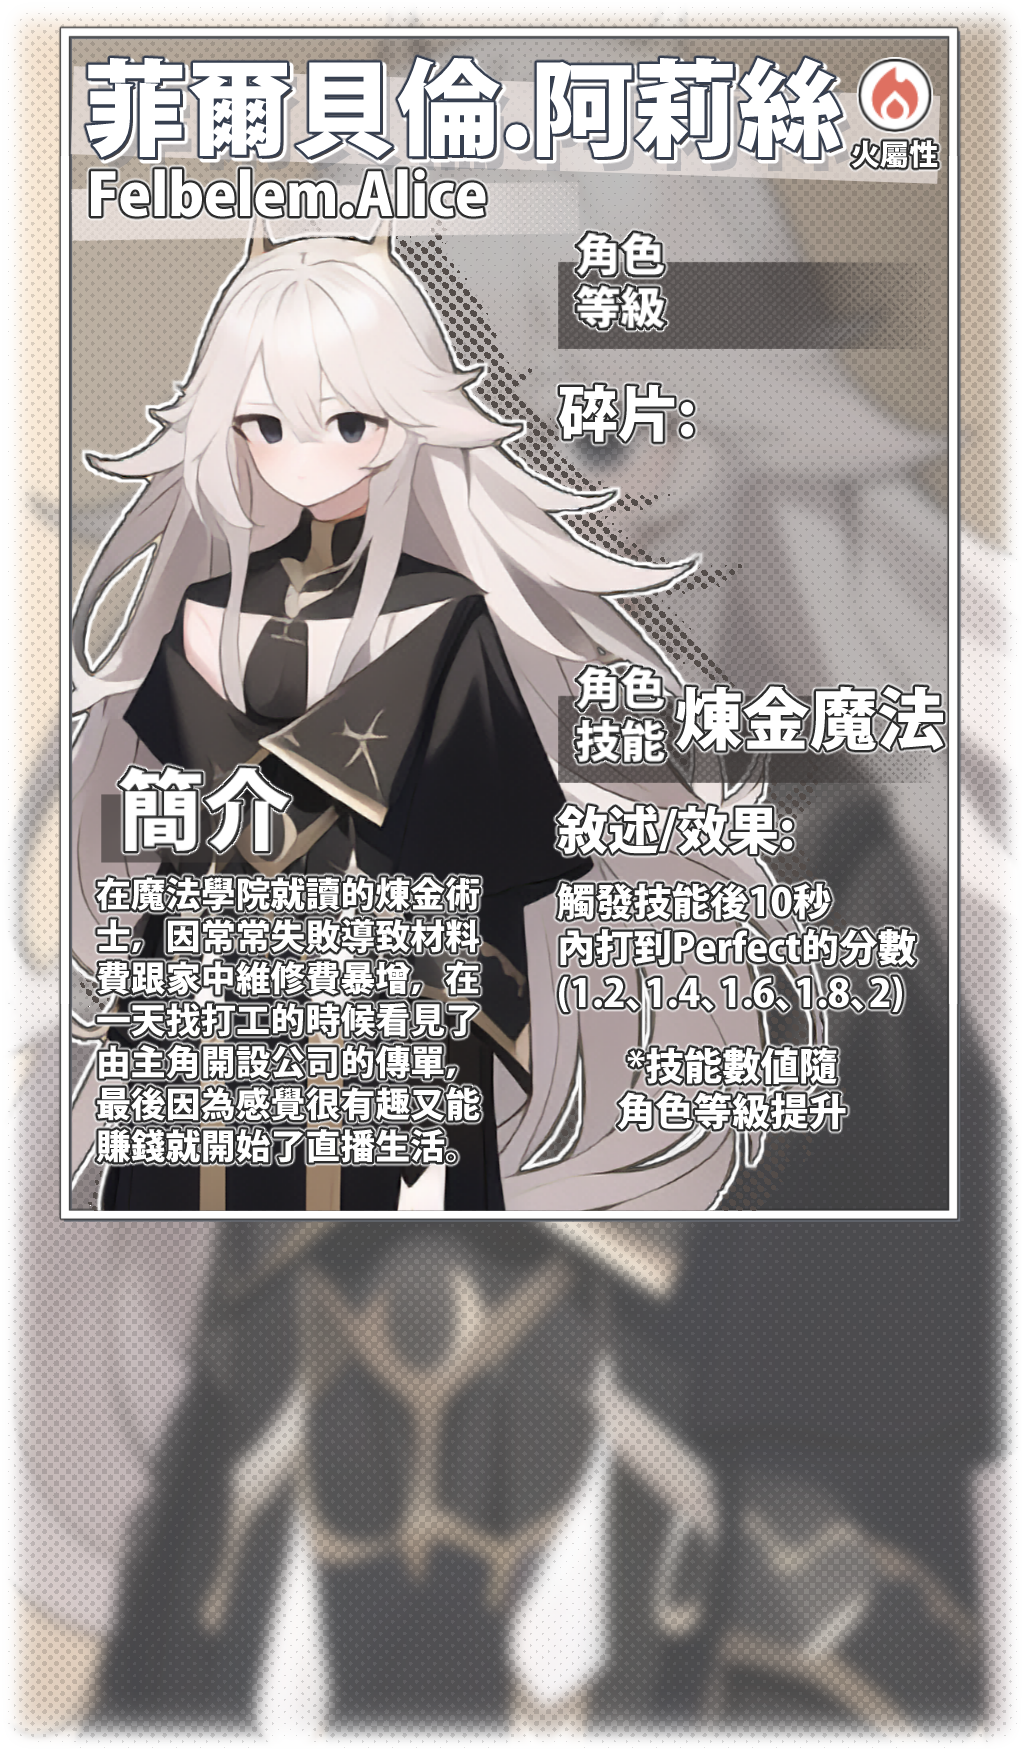 菲爾貝倫.阿莉絲
火屬性
Felbelem.Alice
角色
等級
碎片:
角色
技能
煉金魔法
敘述/效果:
觸發技能後10秒
內打到Perfect的分數
(1.2、1.4、1.6、1.8、2)
*技能數值隨
角色等級提升
簡介
在魔法學院就讀的煉金術
士，因常常失敗導致材料
費跟家中維修費暴增，在
一天找打工的時候看見了
由主角開設公司的傳單，
最後因為感覺很有趣又能
賺錢就開始了直播生活。